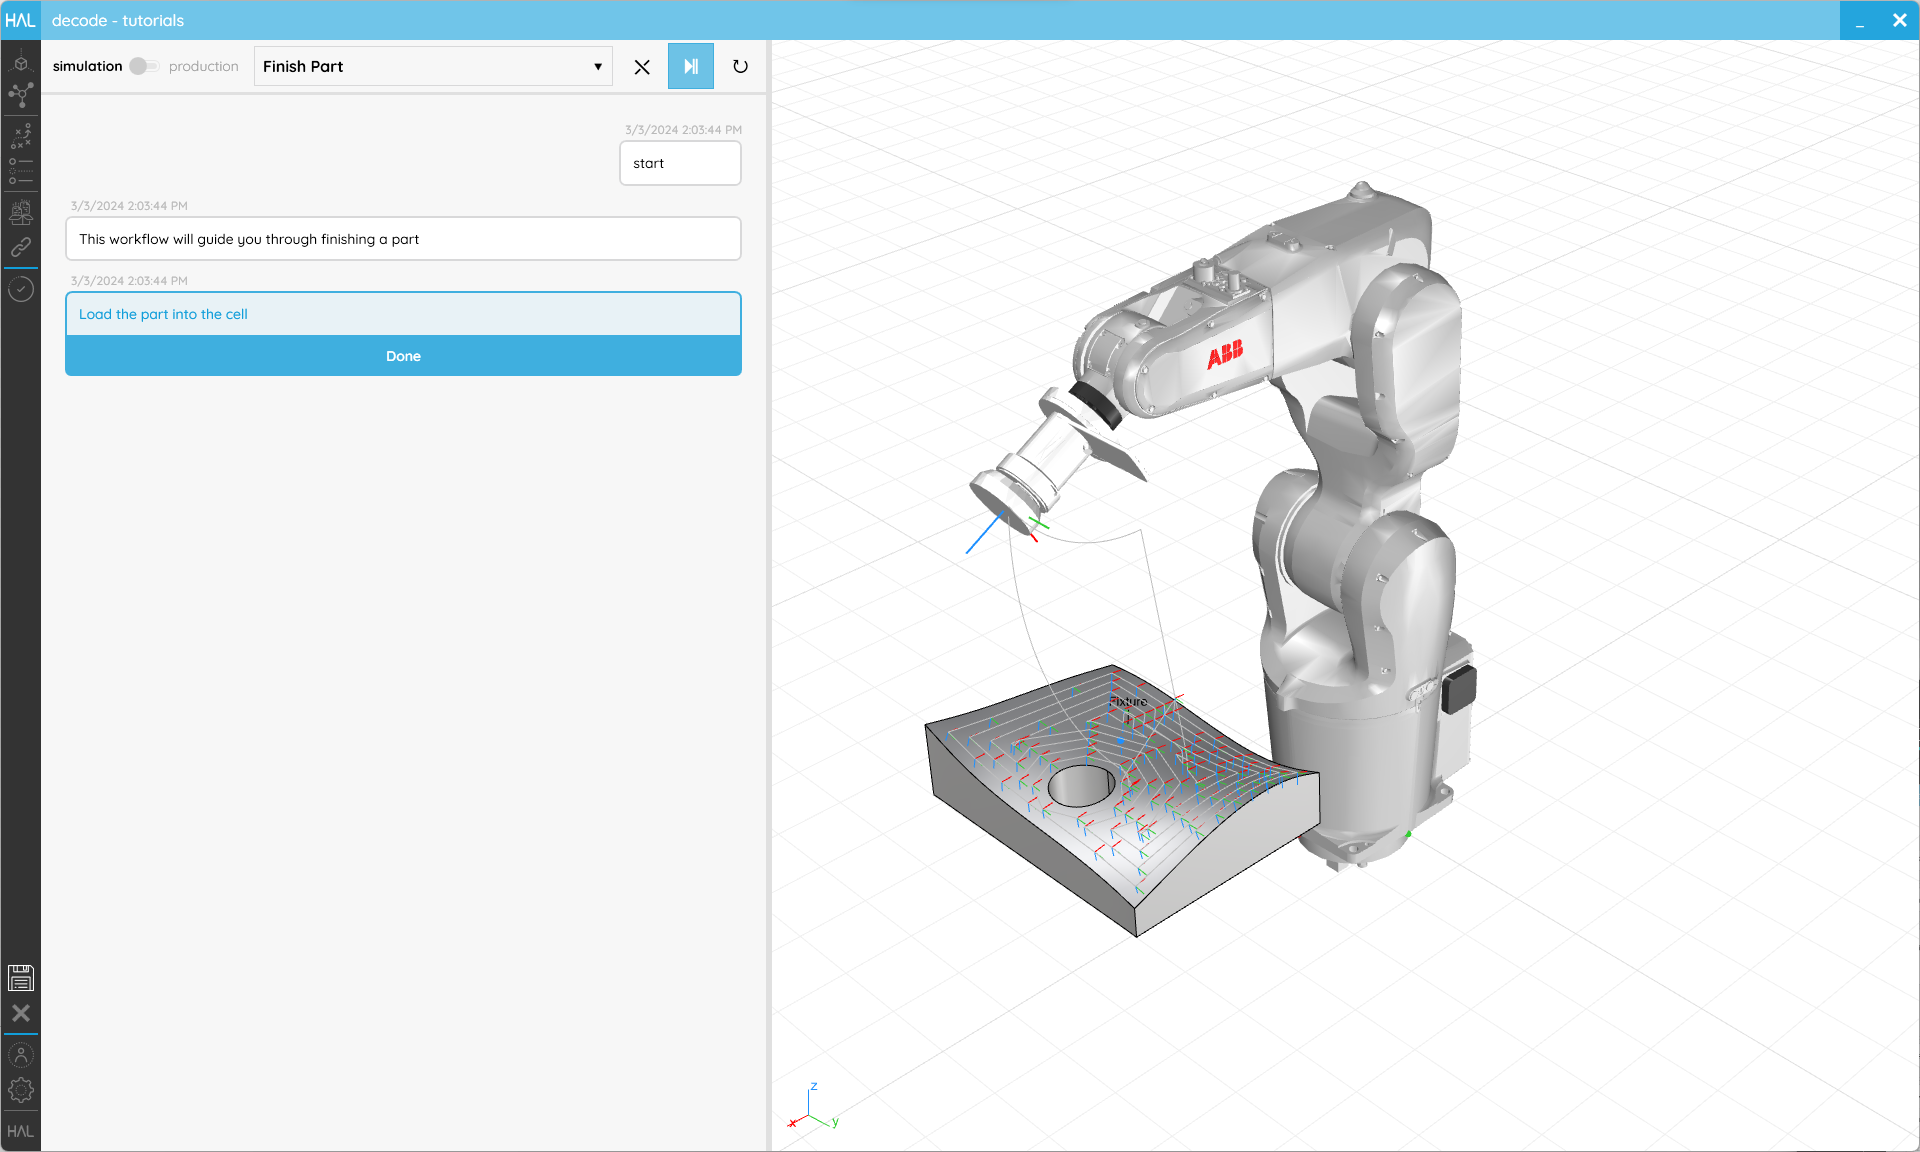 HAL decode - tutorials
simulation production Finish Part
3/3/2024 2:03:44 PM
start
3/3/2024 2:03:44 PM
This workflow will guide you through finishing a part
3/3/2024 2:03:44 PM
Load the part into the cell
Done
ABB
Fixture
z
x y
HAL